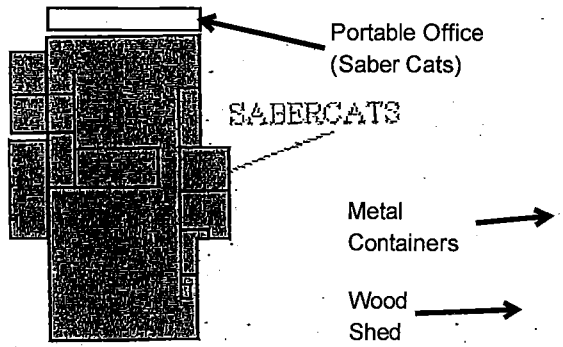 Portable Office
(Saber Cats)
SABERCATS
Metal
Containers
Wood
Shed